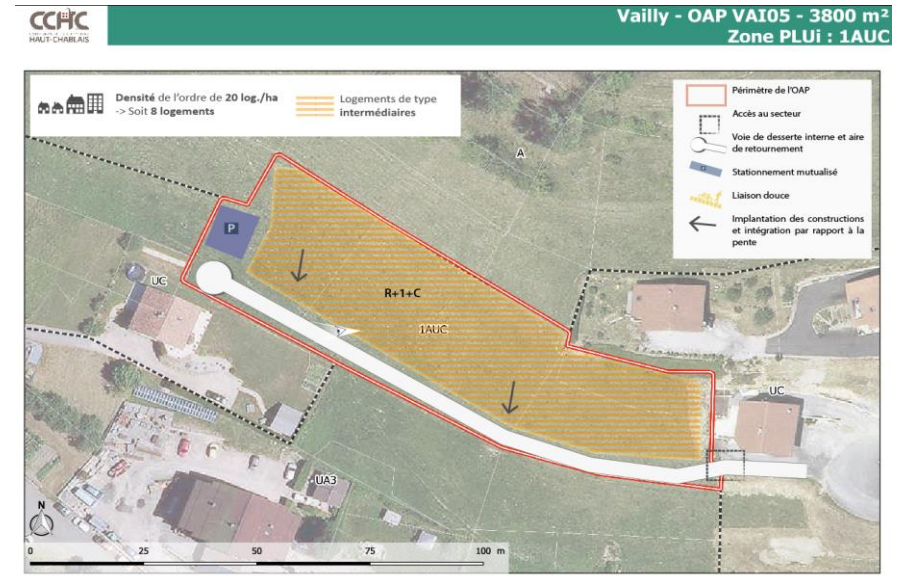 CCHC
HAUT-CHABLAIS
Vailly - OAP VAI05 - 3800 m²
Zone PLUi : 1AUC
Densité de l'ordre de 20 log./ha
-> Soit 8 logements
Logements de type
intermédiaires
Périmètre de l'OAP
Accès au secteur
Voie de desserte interne et aire
de retournement
Stationnement mutualisé
Liaison douce
Implantation des constructions
et intégration par rapport à la
pente
A
P
UC
R+1+C
1AUC
UC
UA3
N
0 25 50 75 100 m